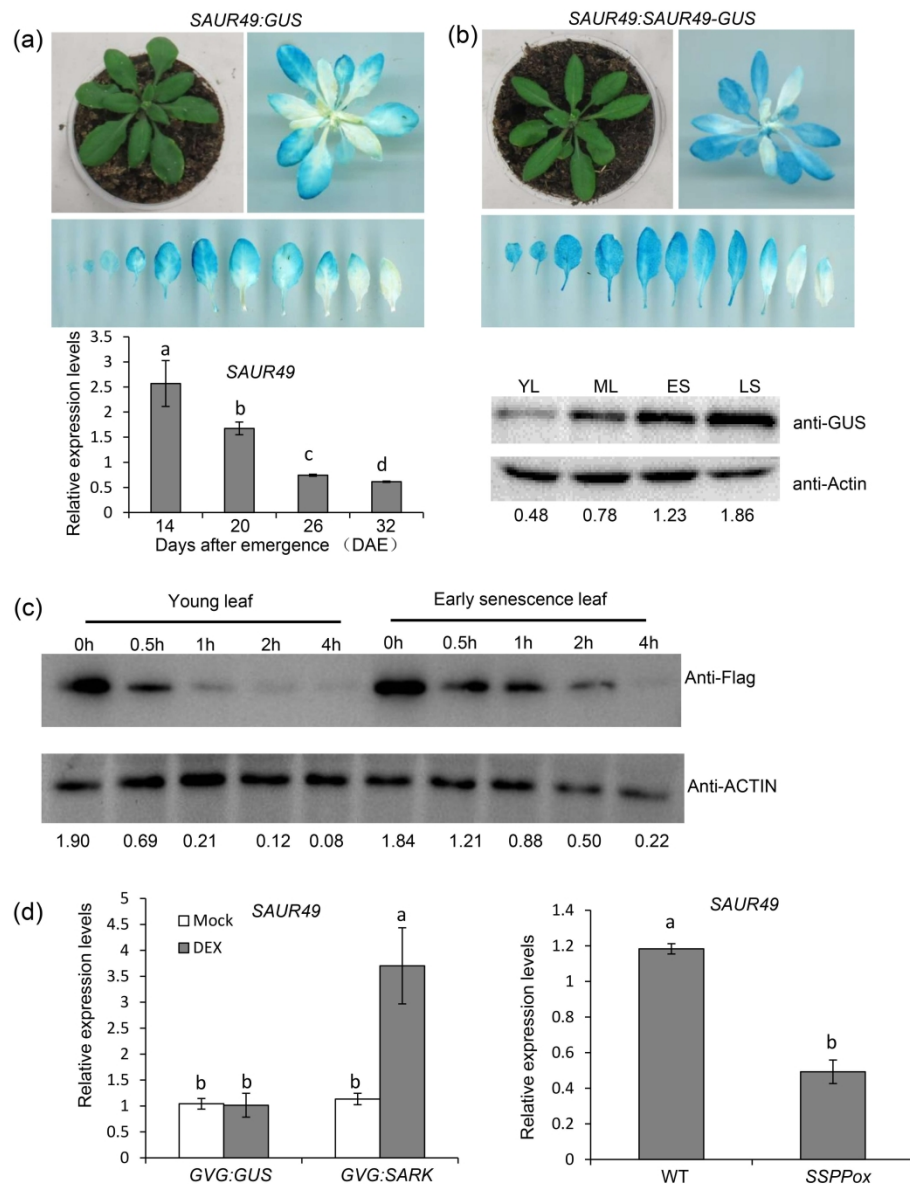 SAUR49:GUS
SAUR49:SAUR49-GUS
(a)
(b)
Relative expression levels
3.5
3
2.5
2
1.5
1
0.5
0
SAUR49
a
b
c
d
14 20 26 32
Days after emergence (DAE)
YL ML ES LS
anti-GUS
anti-Actin
0.48 0.78 1.23 1.86
(c)
Young leaf
Early senescence leaf
0h 0.5h 1h 2h 4h 0h 0.5h 1h 2h 4h
Anti-Flag
Anti-ACTIN
1.90 0.69 0.21 0.12 0.08 1.84 1.21 0.88 0.50 0.22
(d)
Relative expression levels
5
4.5
4
3.5
3
2.5
2
1.5
1
0.5
0
SAUR49
Mock
DEX
b b b a
GVG:GUS GVG:SARK
Relative expression levels
1.4
1.2
1
0.8
0.6
0.4
0.2
0
SAUR49
a
b
WT SSPPox